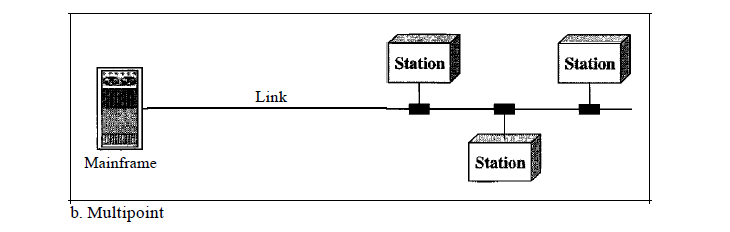 Station
Station
Link
Mainframe
Station
b. Multipoint